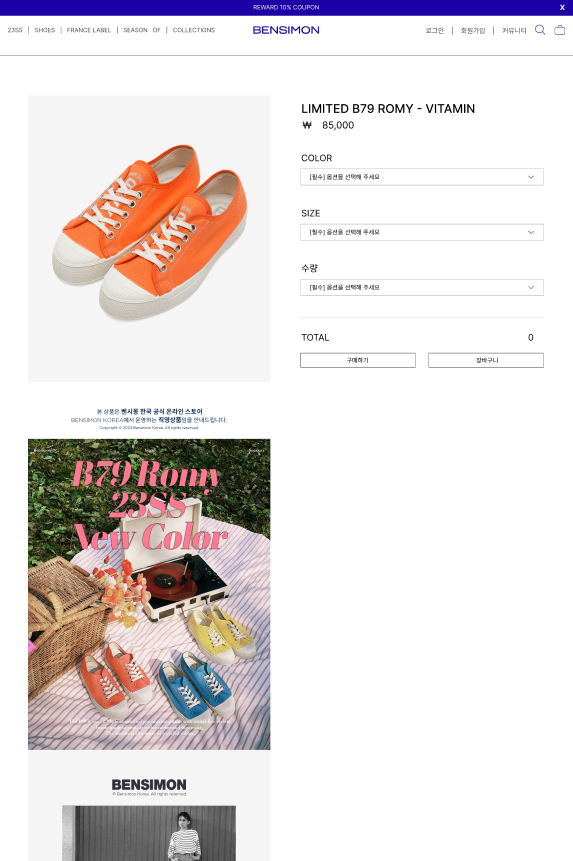 REWARD 10% COUPON
X
23SS | SHOES | FRANCE LABEL | SEASON OF | COLLECTIONS
BENSIMON
로그인 | 회원가입 | 커뮤니티
LIMITED B79 ROMY - VITAMIN
₩ 85,000
COLOR
[필수] 옵션을 선택해 주세요
SIZE
[필수] 옵션을 선택해 주세요
수량
[필수] 옵션을 선택해 주세요
TOTAL
0
구매하기
장바구니
본 상품은 벤시몽 한국 공식 온라인 스토어
BENSIMON KOREA에서 운영하는 직영상품임을 안내드립니다.
Copyright © 2023 Bensimon Korea. All rights reserved.
B79 Romy
23SS
New Color
BENSIMON
© Bensimon Korea. All rights reserved.